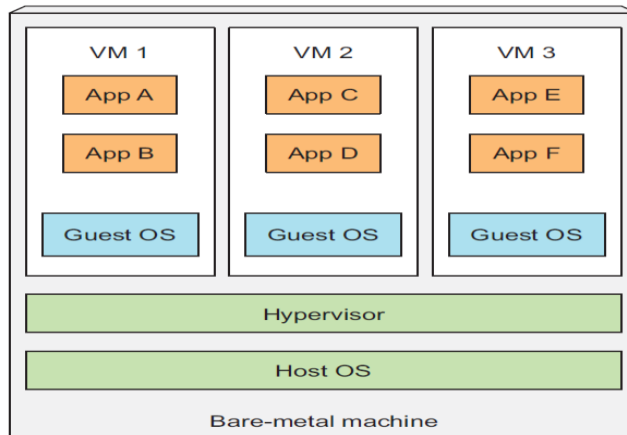 VM 1 VM 2 VM 3
App A App C App E
App B App D App F
Guest OS Guest OS Guest OS
Hypervisor
Host OS
Bare-metal machine